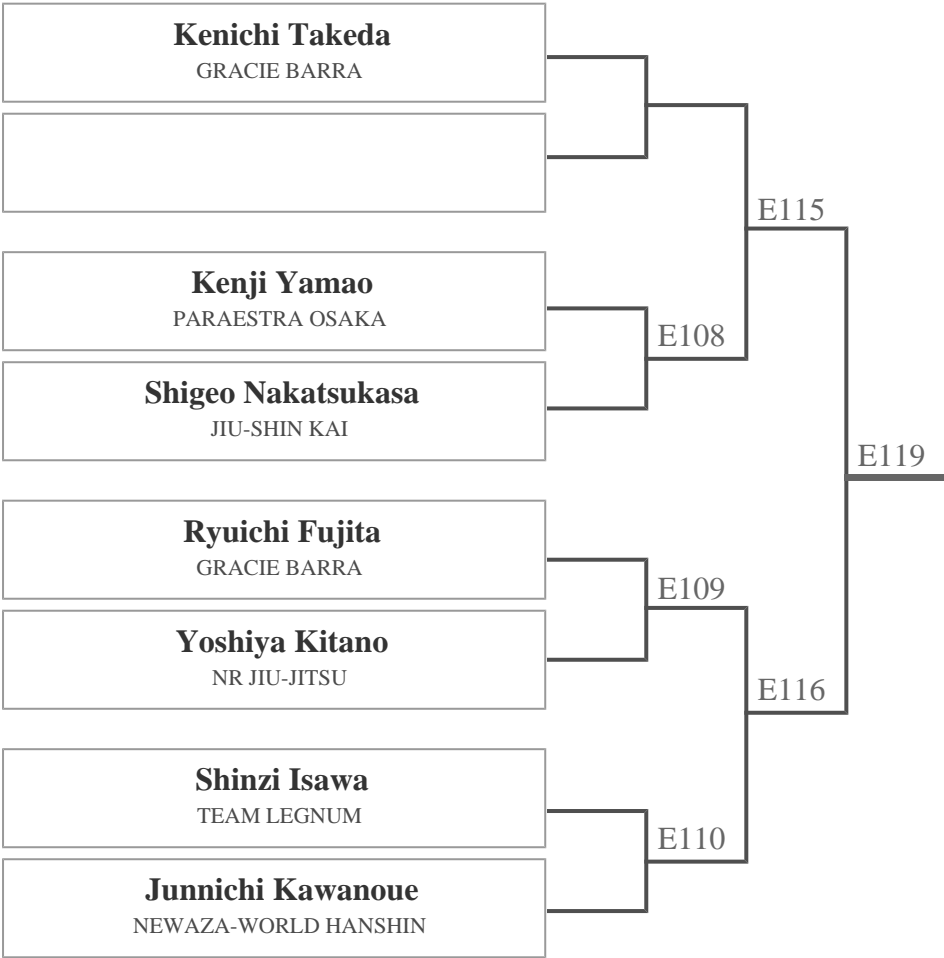 Kenichi Takeda
GRACIE BARRA
E115
Kenji Yamao
PARAESTRA OSAKA
E108
Shigeo Nakatsukasa
JIU-SHIN KAI
E119
Ryuichi Fujita
GRACIE BARRA
E109
Yoshiya Kitano
NR JIU-JITSU
E116
Shinzi Isawa
TEAM LEGNUM
E110
Junnichi Kawanoue
NEWAZA-WORLD HANSHIN